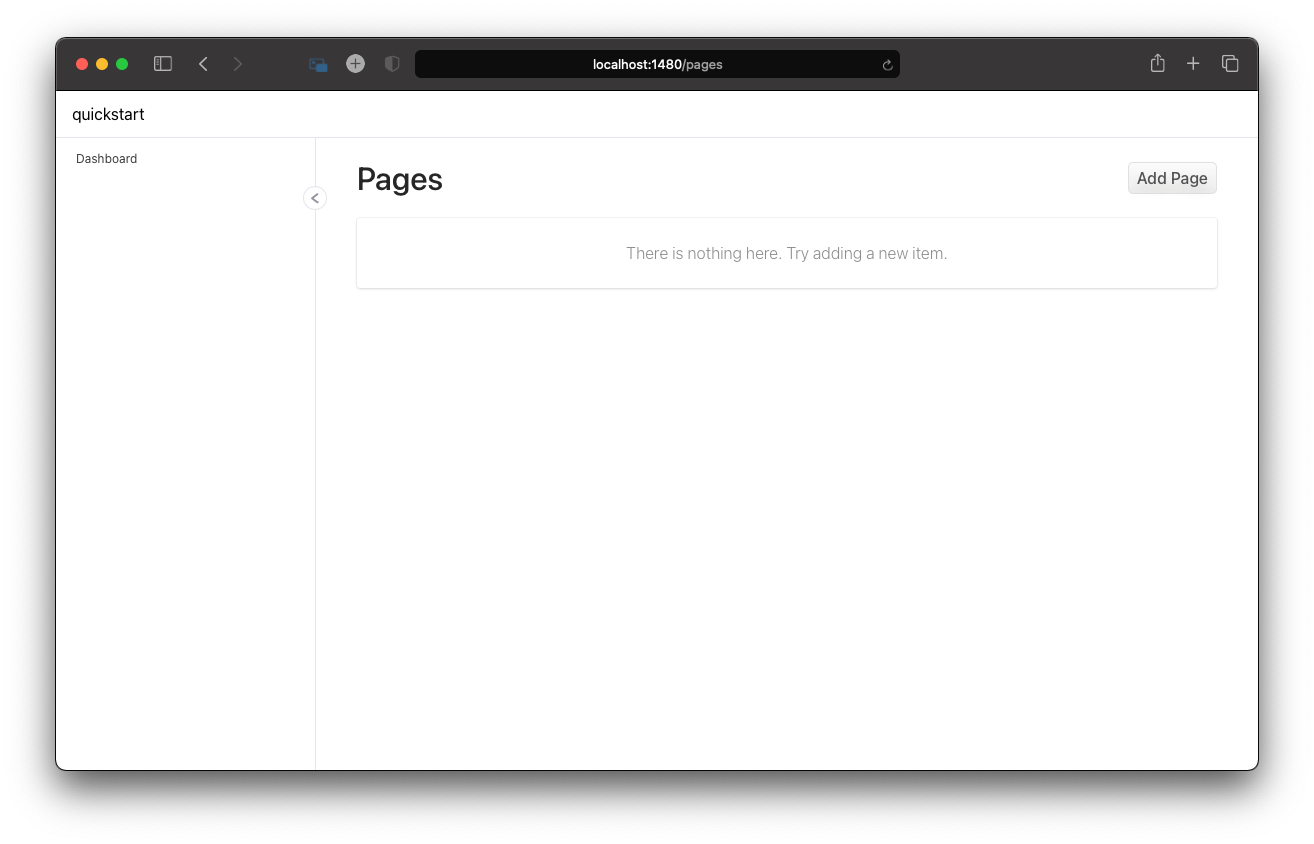 localhost:1480/pages
quickstart
Dashboard
Pages
Add Page
There is nothing here. Try adding a new item.